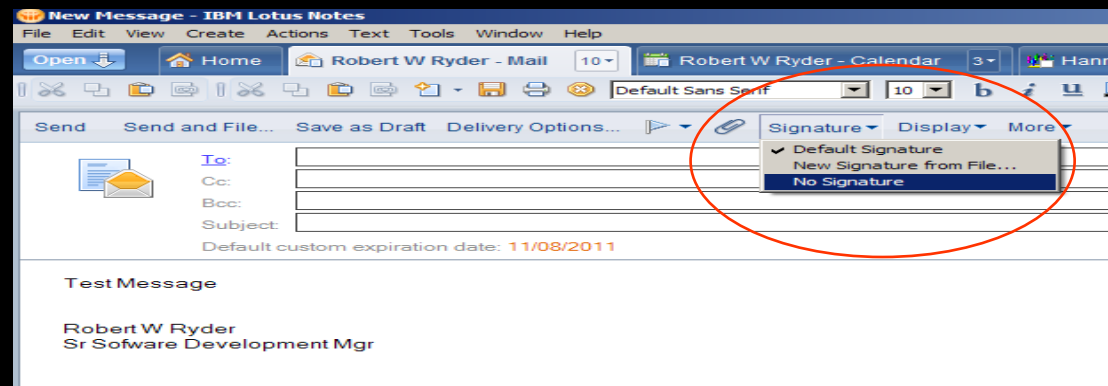 New Message - IBM Lotus Notes
File Edit View Create Actions Text Tools Window Help
Open Home Robert W Ryder - Mail 10 Robert W Ryder - Calendar 3
Default Sans Serif 10 b i u
Send Send and File... Save as Draft Delivery Options... Signature Display More
Default Signature
New Signature from File...
No Signature
To:
Cc:
Bcc:
Subject:
Default custom expiration date: 11/08/2011
Test Message
Robert W Ryder
Sr Sofware Development Mgr